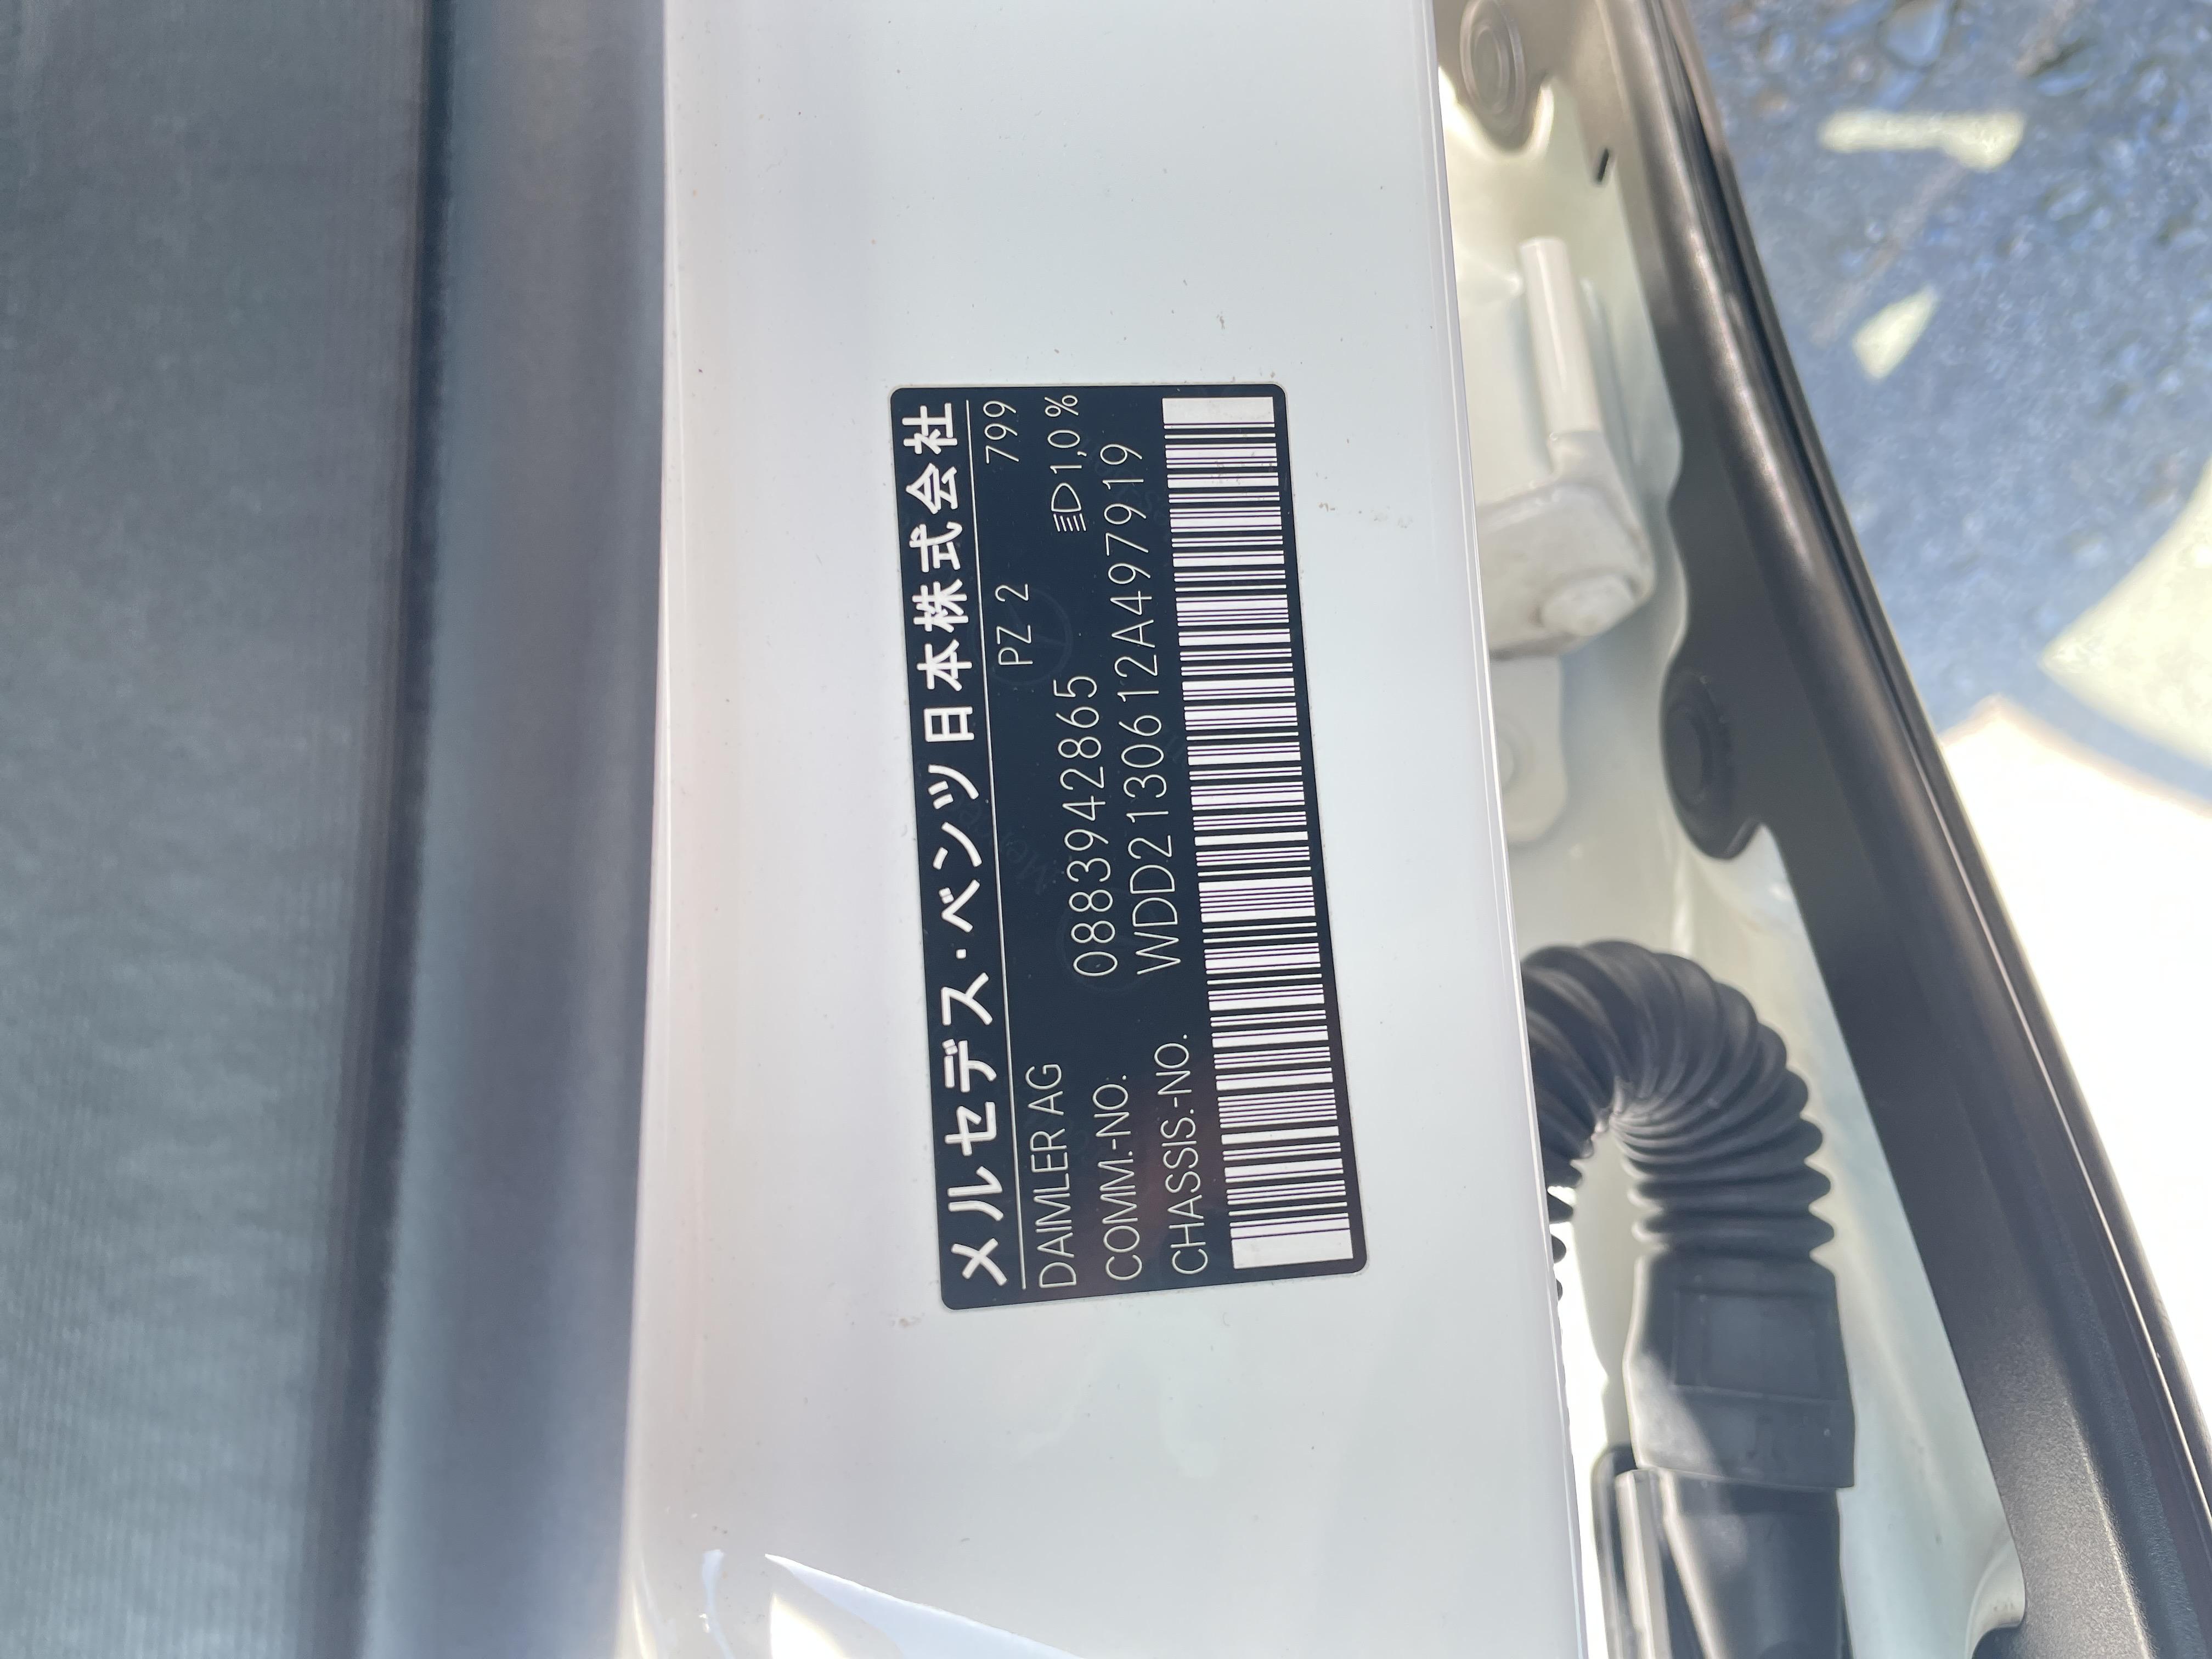 メルセデス・ベンツ日本株式会社
DAIMLER AG PZ 2 799
COMM.-NO. 0883942865 1,0 %
CHASSIS.-NO. WDD2130612A497919